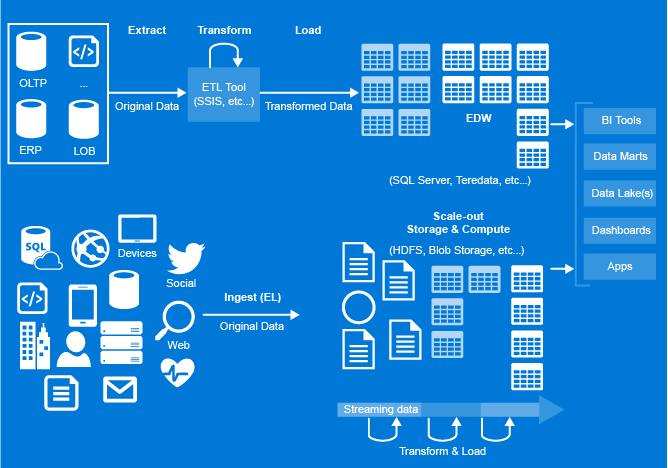 Extract
Transform
Load
OLTP
...
ERP
LOB
Original Data
ETL Tool
(SSIS, etc...)
Transformed Data
EDW
(SQL Server, Teredata, etc...)
BI Tools
Data Marts
Data Lake(s)
Dashboards
Apps
SQL
Devices
Social
Web
Ingest (EL)
Original Data
Scale-out
Storage & Compute
(HDFS, Blob Storage, etc...)
Streaming data
Transform & Load